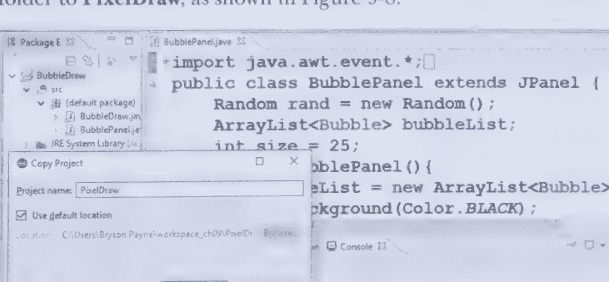 folder to PixelDraw, as shown in Figure 9-8.
Package E
BubbleDraw
src
(default package)
BubbleDraw.jav
BubblePanel.ja
JRE System Library [
BubblePanel.java
import java.awt.event.*;
public class BubblePanel extends JPanel {
Random rand = new Random();
ArrayList<Bubble> bubbleList;
int size = 25;
bblePanel(){
eList = new ArrayList<Bubble>
ckground(Color.BLACK);
Copy Project
Project name: PixelDraw
Use default location
Location: C:\Users\Bryson Payne\workspace_ch09\PixelDr Browse...
Console